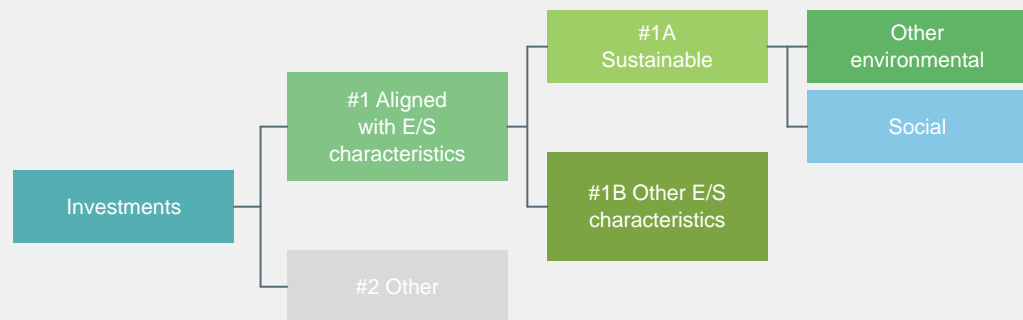 #1A
Sustainable
Other
environmental
#1 Aligned
with E/S
characteristics
Social
Investments
#1B Other E/S
characteristics
#2 Other